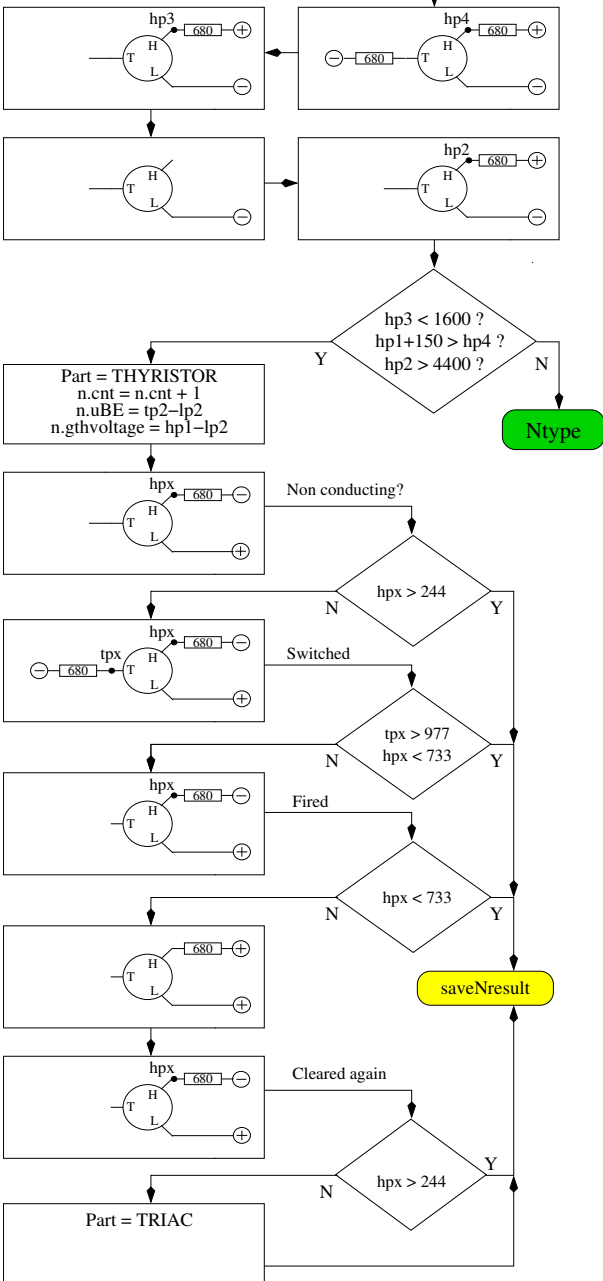 hp3
680
+
H
T
L
−
hp4
680
+
H
− 680 T
L
−
H
T
L
−
hp2
680
+
H
T
L
−
hp3 < 1600 ?
hp1+150 > hp4 ?
hp2 > 4400 ?
Y
N
Part = THYRISTOR
n.cnt = n.cnt + 1
n.uBE = tp2−lp2
n.gthvoltage = hp1−lp2
Ntype
hpx
680
−
H
T
L
+
Non conducting?
hpx > 244
N
Y
hpx
680
−
H
tpx
− 680 T
L
+
Switched
tpx > 977
hpx < 733
N
Y
hpx
680
−
H
T
L
+
Fired
hpx < 733
N
Y
680
+
H
T
L
+
saveNresult
hpx
680
−
H
T
L
+
Cleared again
hpx > 244
N
Y
Part = TRIAC